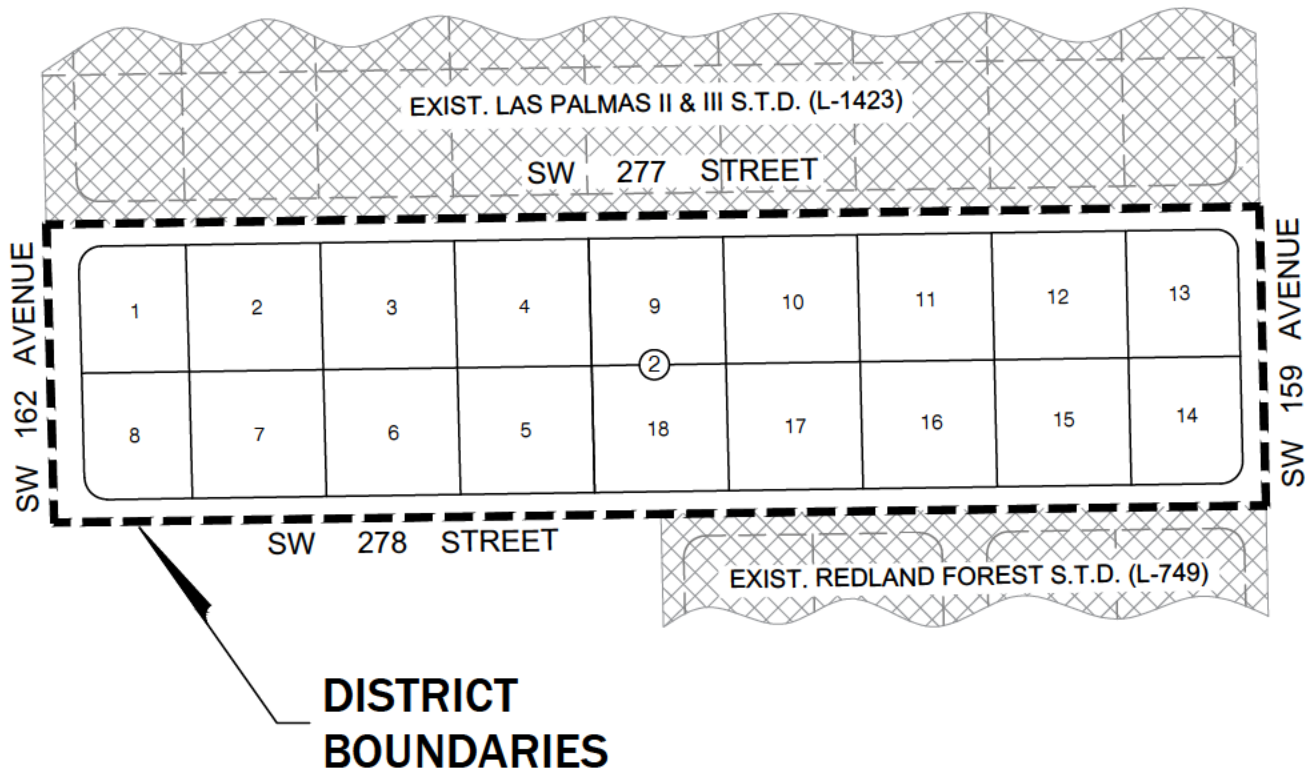 EXIST. LAS PALMAS II & III S.T.D. (L-1423)
SW 277 STREET
SW 162 AVENUE
1 2 3 4 9 10 11 12 13
2
8 7 6 5 18 17 16 15 14
SW 159 AVENUE
SW 278 STREET
EXIST. REDLAND FOREST S.T.D. (L-749)
DISTRICT
BOUNDARIES